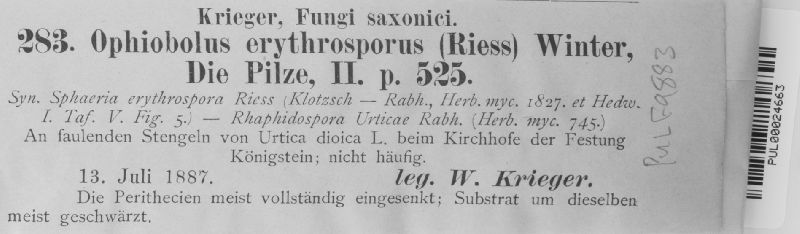 Krieger, Fungi saxonici.
283. Ophiobolus erythrosporus (Riess) Winter,
Die Pilze, II. p. 525.
Syn. Sphaeria erythrospora Riess (Klotzsch — Rabh., Herb. myc. 1827. et Hedw.
I. Taf. V. Fig. 5.) — Rhaphidospora Urticae Rabh. (Herb. myc. 745.)
An faulenden Stengeln von Urtica dioica L. beim Kirchhofe der Festung
Königstein; nicht häufig.
13. Juli 1887. leg. W. Krieger.
Die Perithecien meist vollständig eingesenkt; Substrat um dieselben
meist geschwärzt.
PULF9883
PUL00024663